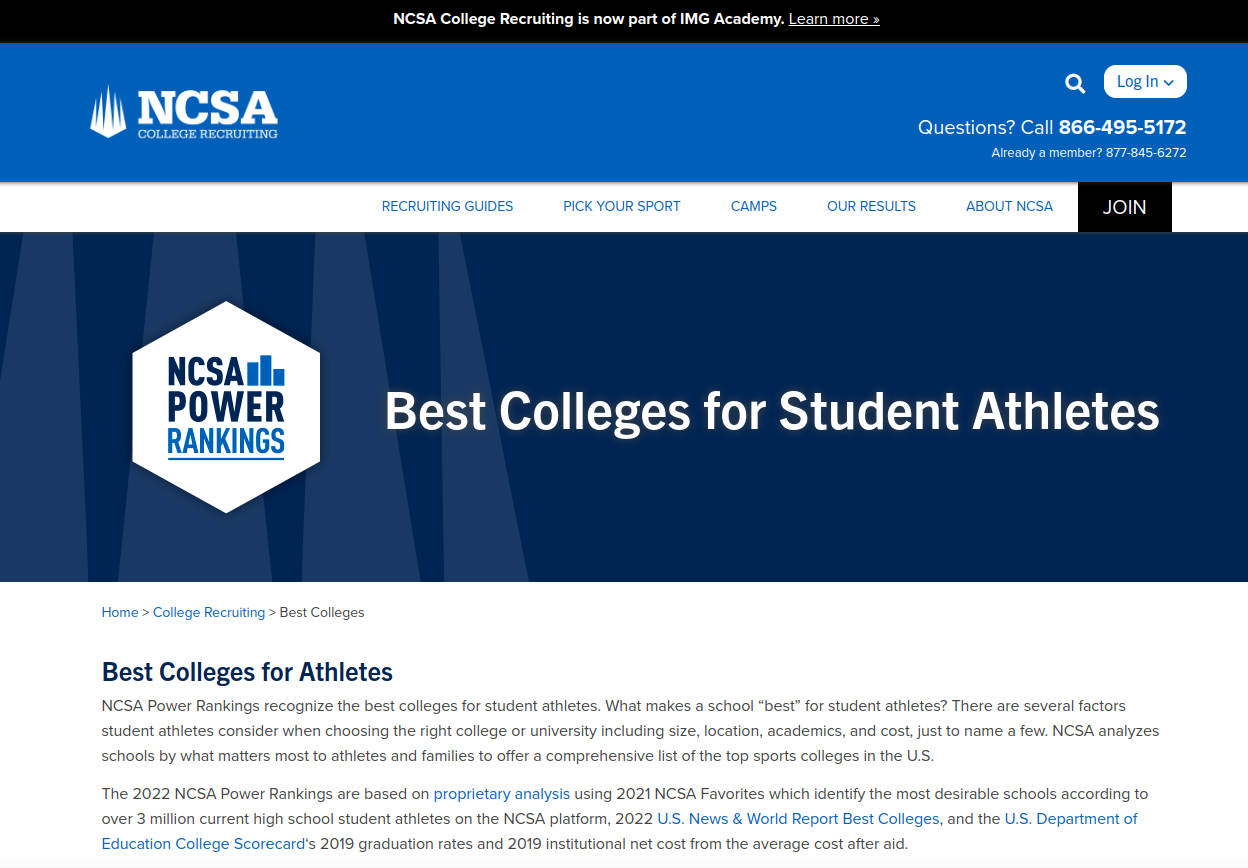 NCSA College Recruiting is now part of IMG Academy. Learn more »
NCSA
COLLEGE RECRUITING
Log In
Questions? Call 866-495-5172
Already a member? 877-845-6272
RECRUITING GUIDES PICK YOUR SPORT CAMPS OUR RESULTS ABOUT NCSA JOIN
NCSA
POWER
RANKINGS
Best Colleges for Student Athletes
Home > College Recruiting > Best Colleges
Best Colleges for Athletes
NCSA Power Rankings recognize the best colleges for student athletes. What makes a school “best” for student athletes? There are several factors
student athletes consider when choosing the right college or university including size, location, academics, and cost, just to name a few. NCSA analyzes
schools by what matters most to athletes and families to offer a comprehensive list of the top sports colleges in the U.S.
The 2022 NCSA Power Rankings are based on proprietary analysis using 2021 NCSA Favorites which identify the most desirable schools according to
over 3 million current high school student athletes on the NCSA platform, 2022 U.S. News & World Report Best Colleges, and the U.S. Department of
Education College Scorecard‘s 2019 graduation rates and 2019 institutional net cost from the average cost after aid.